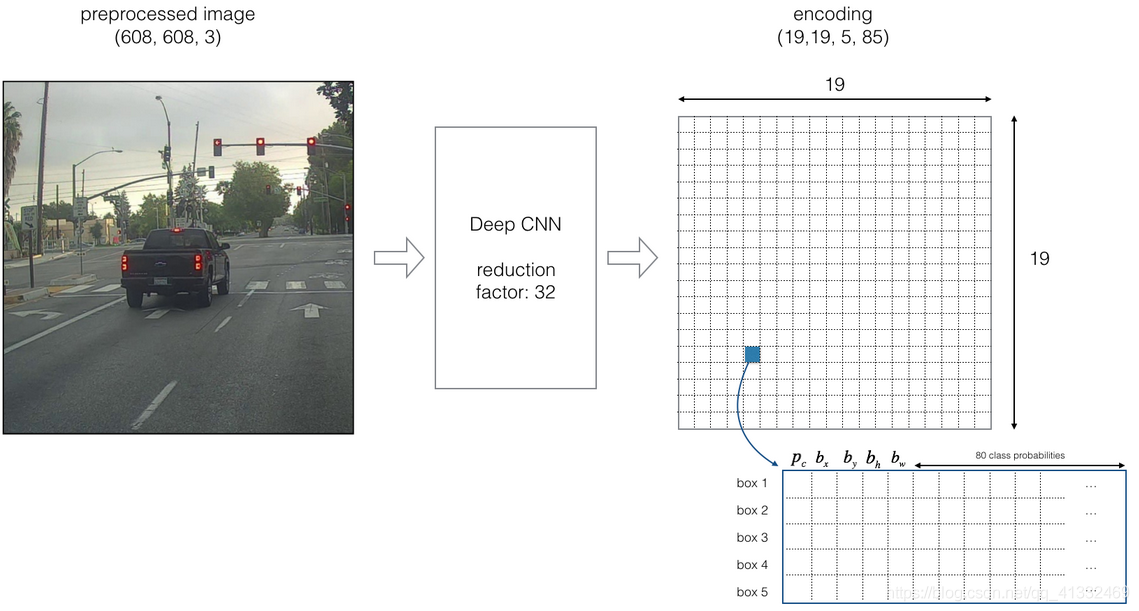 preprocessed image
(608, 608, 3)
encoding
(19,19, 5, 85)
19
Deep CNN
reduction
factor: 32
19
p_c b_x b_y b_h b_w 80 class probabilities
box 1 ...
box 2 ...
box 3 ...
box 4 ...
box 5 ...
https://blog.csdn.net/qq_41332469